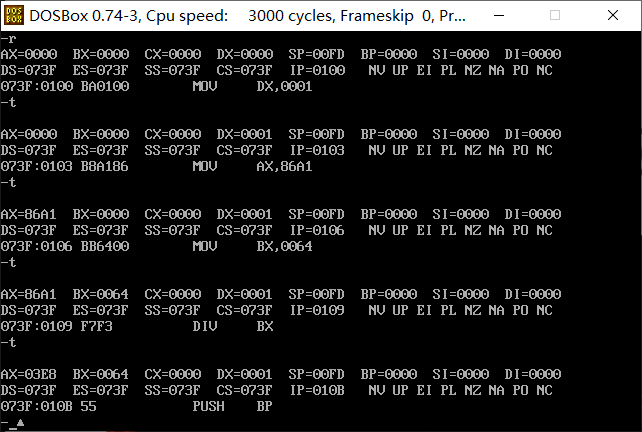 DOS
BOX
DOSBox 0.74-3, Cpu speed: 3000 cycles, Frameskip 0, Pr...
-r
AX=0000 BX=0000 CX=0000 DX=0000 SP=00FD BP=0000 SI=0000 DI=0000
DS=073F ES=073F SS=073F CS=073F IP=0100 NV UP EI PL NZ NA PO NC
073F:0100 BA0100 MOV DX,0001
-t
AX=0000 BX=0000 CX=0000 DX=0001 SP=00FD BP=0000 SI=0000 DI=0000
DS=073F ES=073F SS=073F CS=073F IP=0103 NV UP EI PL NZ NA PO NC
073F:0103 B8A186 MOV AX,86A1
-t
AX=86A1 BX=0000 CX=0000 DX=0001 SP=00FD BP=0000 SI=0000 DI=0000
DS=073F ES=073F SS=073F CS=073F IP=0106 NV UP EI PL NZ NA PO NC
073F:0106 BB6400 MOV BX,0064
-t
AX=86A1 BX=0064 CX=0000 DX=0001 SP=00FD BP=0000 SI=0000 DI=0000
DS=073F ES=073F SS=073F CS=073F IP=0109 NV UP EI PL NZ NA PO NC
073F:0109 F7F3 DIV BX
-t
AX=03E8 BX=0064 CX=0000 DX=0001 SP=00FD BP=0000 SI=0000 DI=0000
DS=073F ES=073F SS=073F CS=073F IP=010B NV UP EI PL NZ NA PO NC
073F:010B 55 PUSH BP
-_